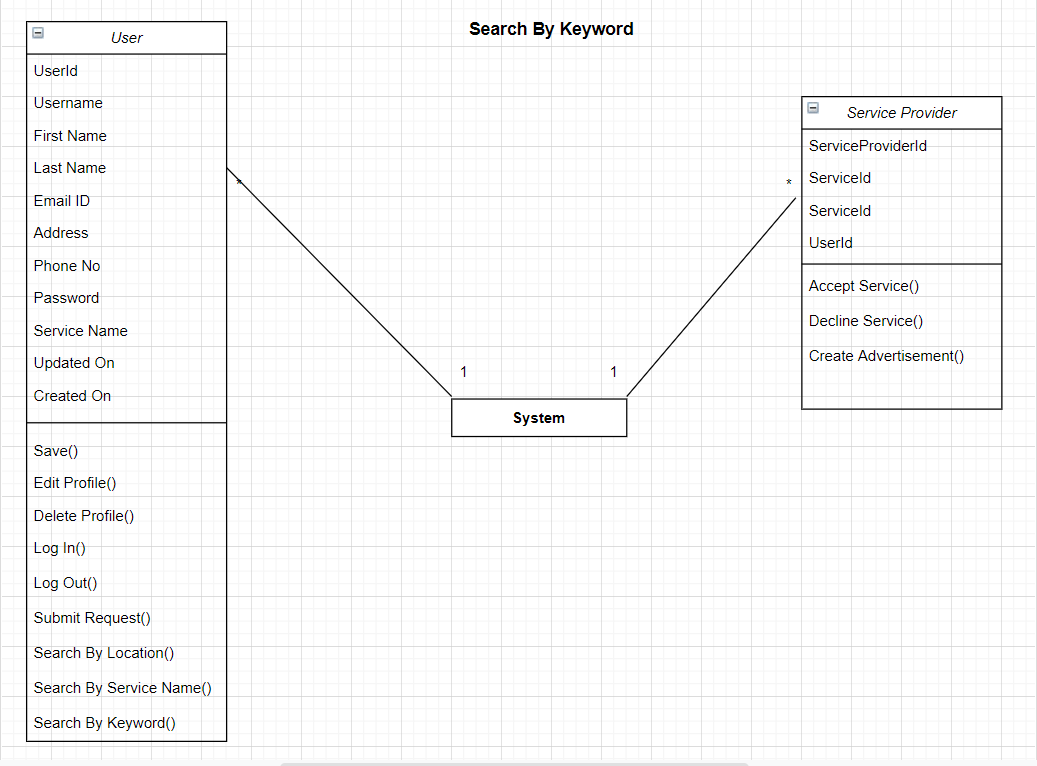 Search By Keyword
User
UserId
Username
First Name
Last Name
Email ID
Address
Phone No
Password
Service Name
Updated On
Created On
Save()
Edit Profile()
Delete Profile()
Log In()
Log Out()
Submit Request()
Search By Location()
Search By Service Name()
Search By Keyword()
*
1
System
1
*
Service Provider
ServiceProviderId
ServiceId
ServiceId
UserId
Accept Service()
Decline Service()
Create Advertisement()